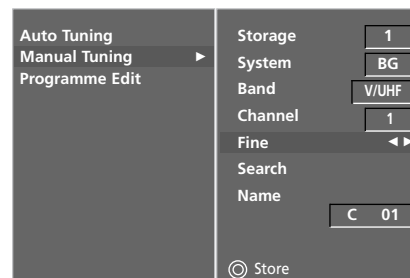 Auto Tuning
Manual Tuning ►
Programme Edit
Storage 1
System BG
Band V/UHF
Channel 1
Fine ◄►
Search
Name
C 01
Store